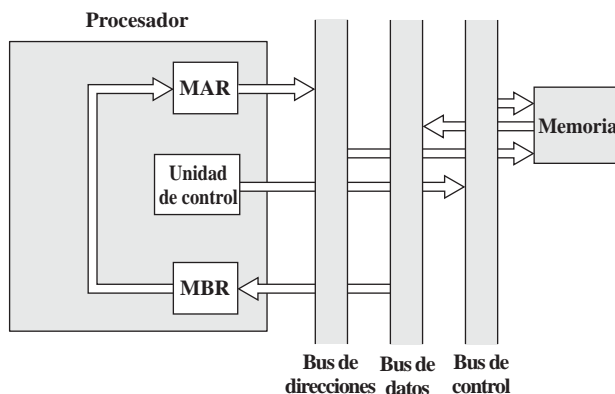 Procesador
MAR
Memoria
Unidad
de control
MBR
Bus de
direcciones
Bus de
datos
Bus de
control